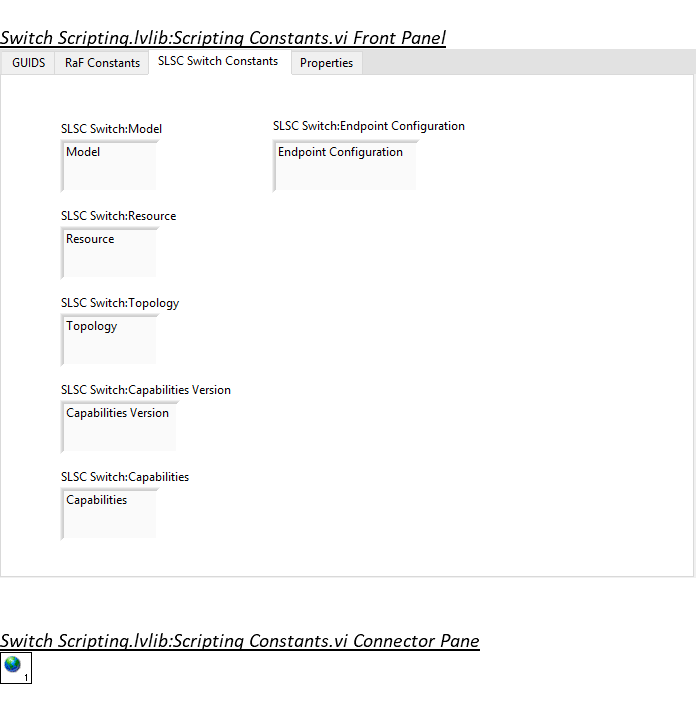 Switch Scripting.lvlib:Scripting Constants.vi Front Panel
GUIDS RaF Constants SLSC Switch Constants Properties
SLSC Switch:Model SLSC Switch:Endpoint Configuration
Model Endpoint Configuration
SLSC Switch:Resource
Resource
SLSC Switch:Topology
Topology
SLSC Switch:Capabilities Version
Capabilities Version
SLSC Switch:Capabilities
Capabilities
Switch Scripting.lvlib:Scripting Constants.vi Connector Pane
1